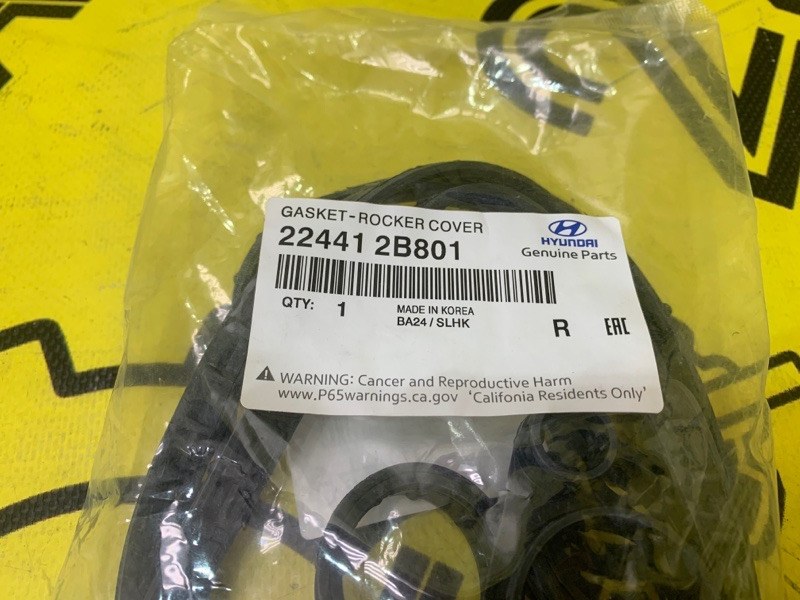 GASKET-ROCKER COVER
22441 2B801
HYUNDAI
Genuine Parts
QTY: 1
MADE IN KOREA
BA24 / SLHK
R
EAC
WARNING: Cancer and Reproductive Harm
www.P65warnings.ca.gov 'Califonia Residents Only'